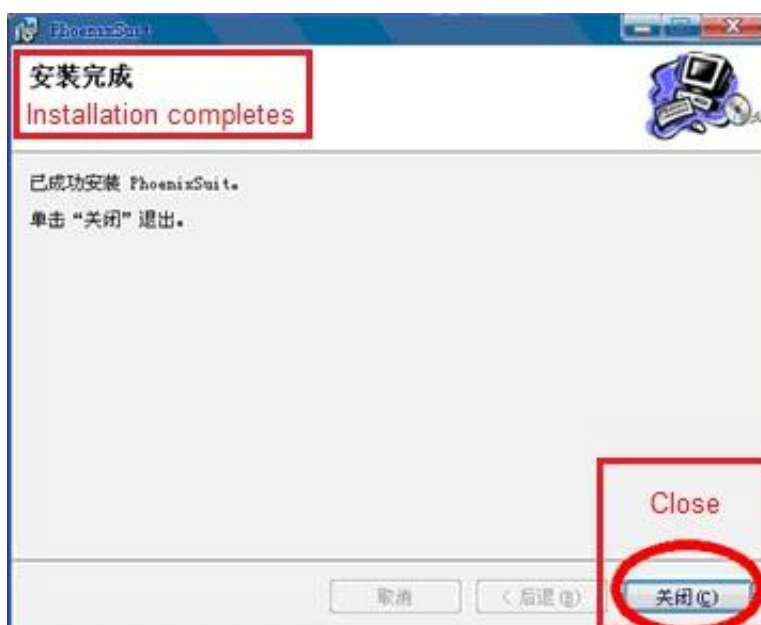 PhoenixSuit
安装完成
Installation completes
已成功安装 PhoenixSuit。
单击“关闭”退出。
Close
取消
< 后退(B)
关闭(C)